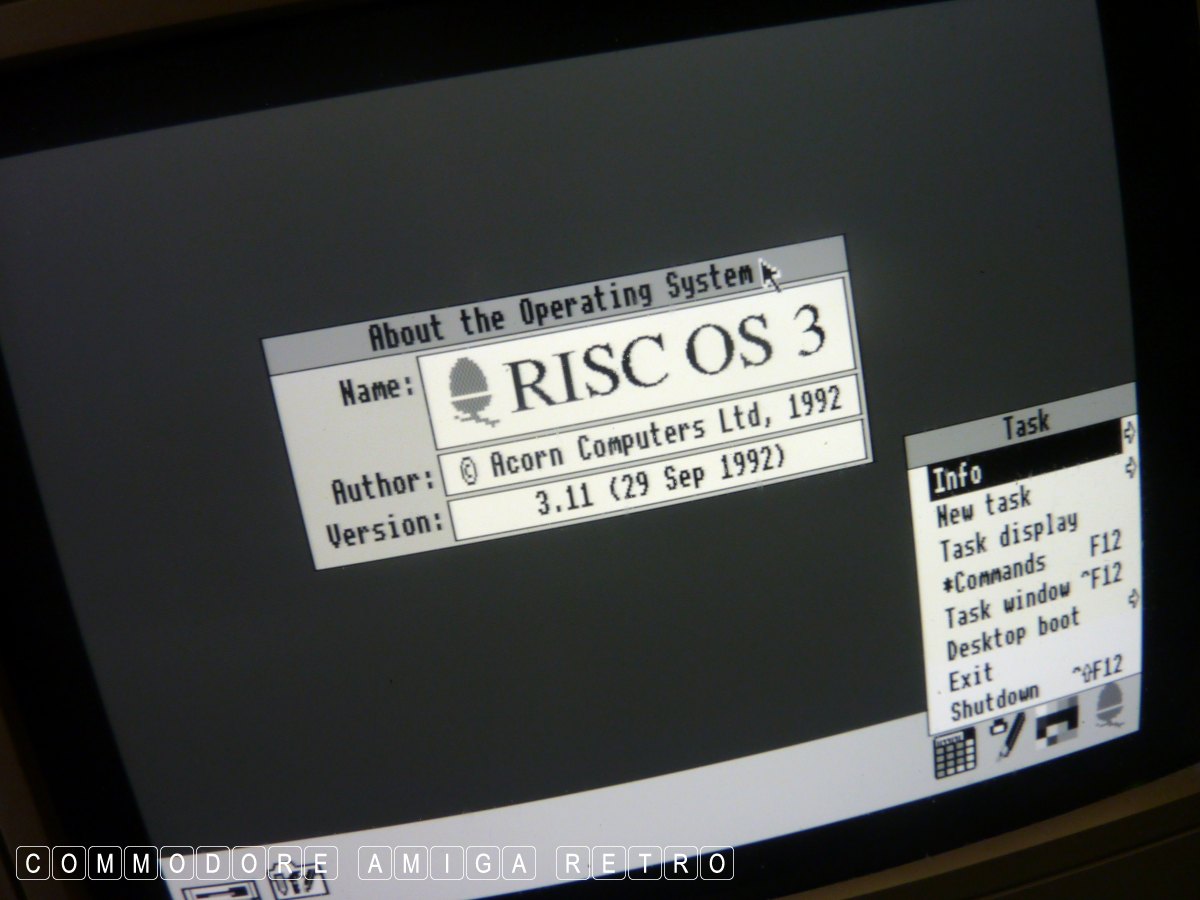 About the Operating System
Name: RISC OS 3
Author: © Acorn Computers Ltd, 1992
Version: 3.11 (29 Sep 1992)
Task
Info
New task
Task display
*Commands F12
Task window ^F12
Desktop boot
Exit
Shutdown ^⇧F12
COMMODORE AMIGA RETRO